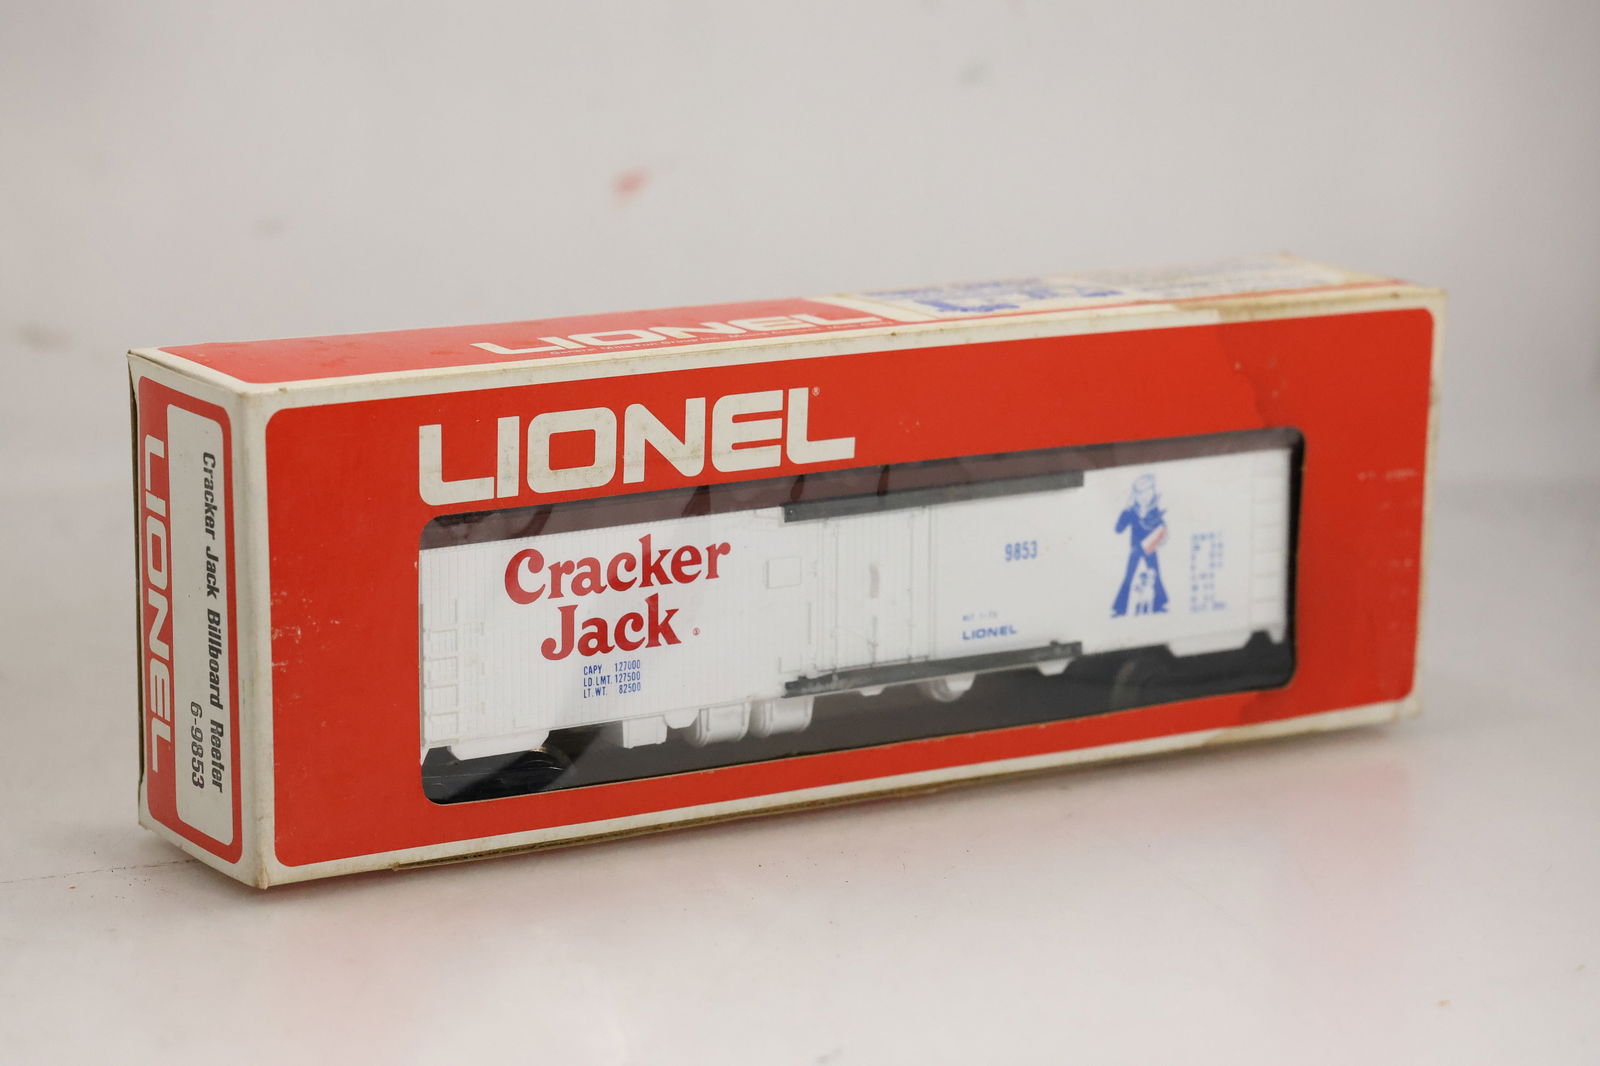 LIONEL
LIONEL®
LIONEL
Cracker Jack Billboard Reefer
6-9853
Cracker
Jack®
CAPY 127000
LD.LMT. 127500
LT. WT. 82500
9853
LIONEL